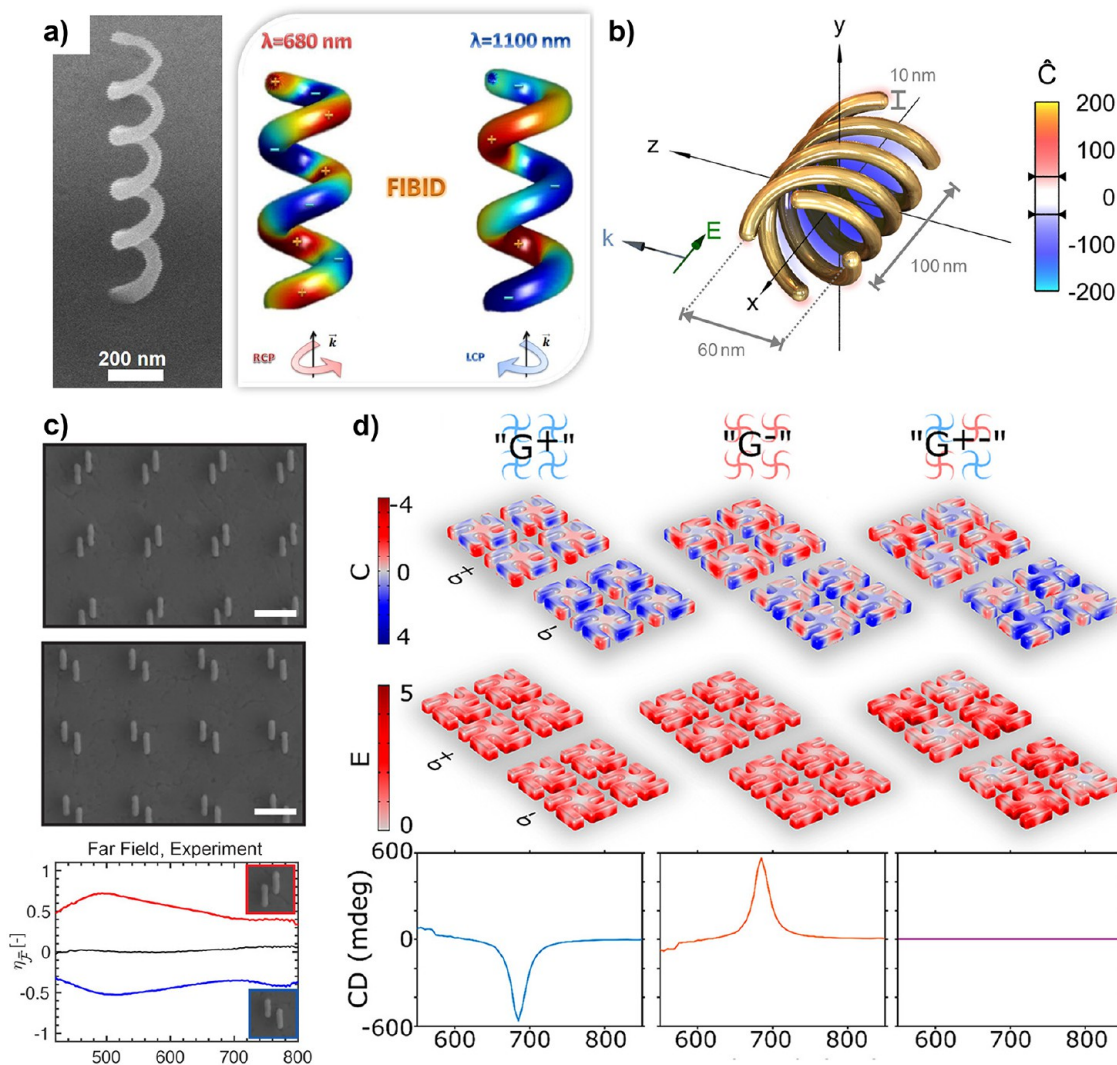 a)
200 nm
λ=680 nm
λ=1100 nm
+
−
+
−
+
−
+
−
+
+
−
+
−
+
−
FIBID
RCP
k⃗
LCP
k⃗
b)
y
10 nm
z
k
E
x
60 nm
100 nm
Ĉ
200
100
0
-100
-200
c)
Far Field, Experiment
1
0.5
0
-0.5
-1
500
600
700
800
d)
"G+"
"G-"
"G+-"
C
-4
0
4
σ+
σ-
E
5
0
σ+
σ-
CD (mdeg)
600
0
-600
600
700
800
600
700
800
600
700
800